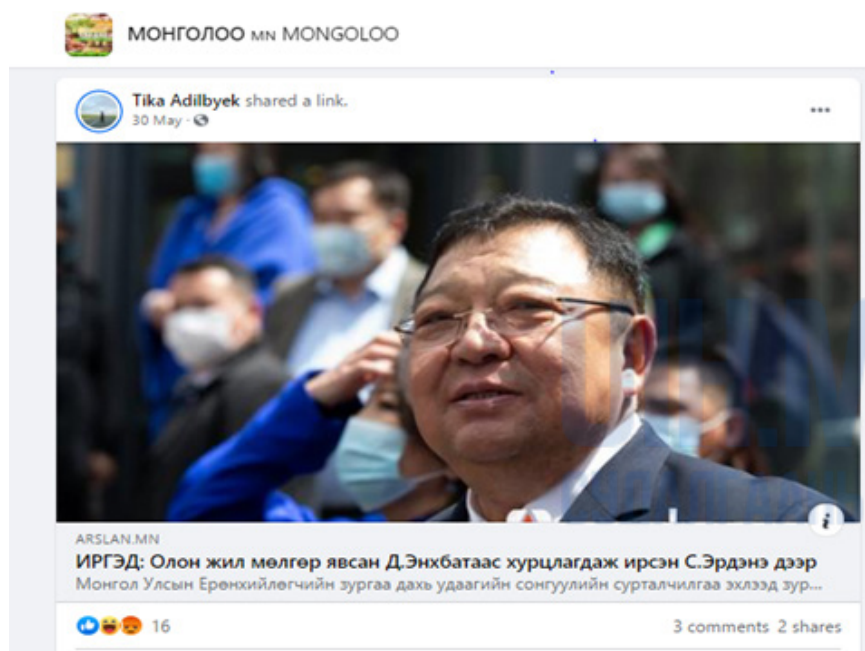 МОНГОЛОО MN MONGOLOO
Tika Adilbyek shared a link.
30 May ·
ARSLAN.MN
ИРГЭД: Олон жил мөлгөр явсан Д.Энхбатаас хурцлагдаж ирсэн С.Эрдэнэ дээр
Монгол Улсын Ерөнхийлөгчийн зургаа дахь удаагийн сонгуулийн сурталчилгаа эхлээд зур...
16
3 comments 2 shares